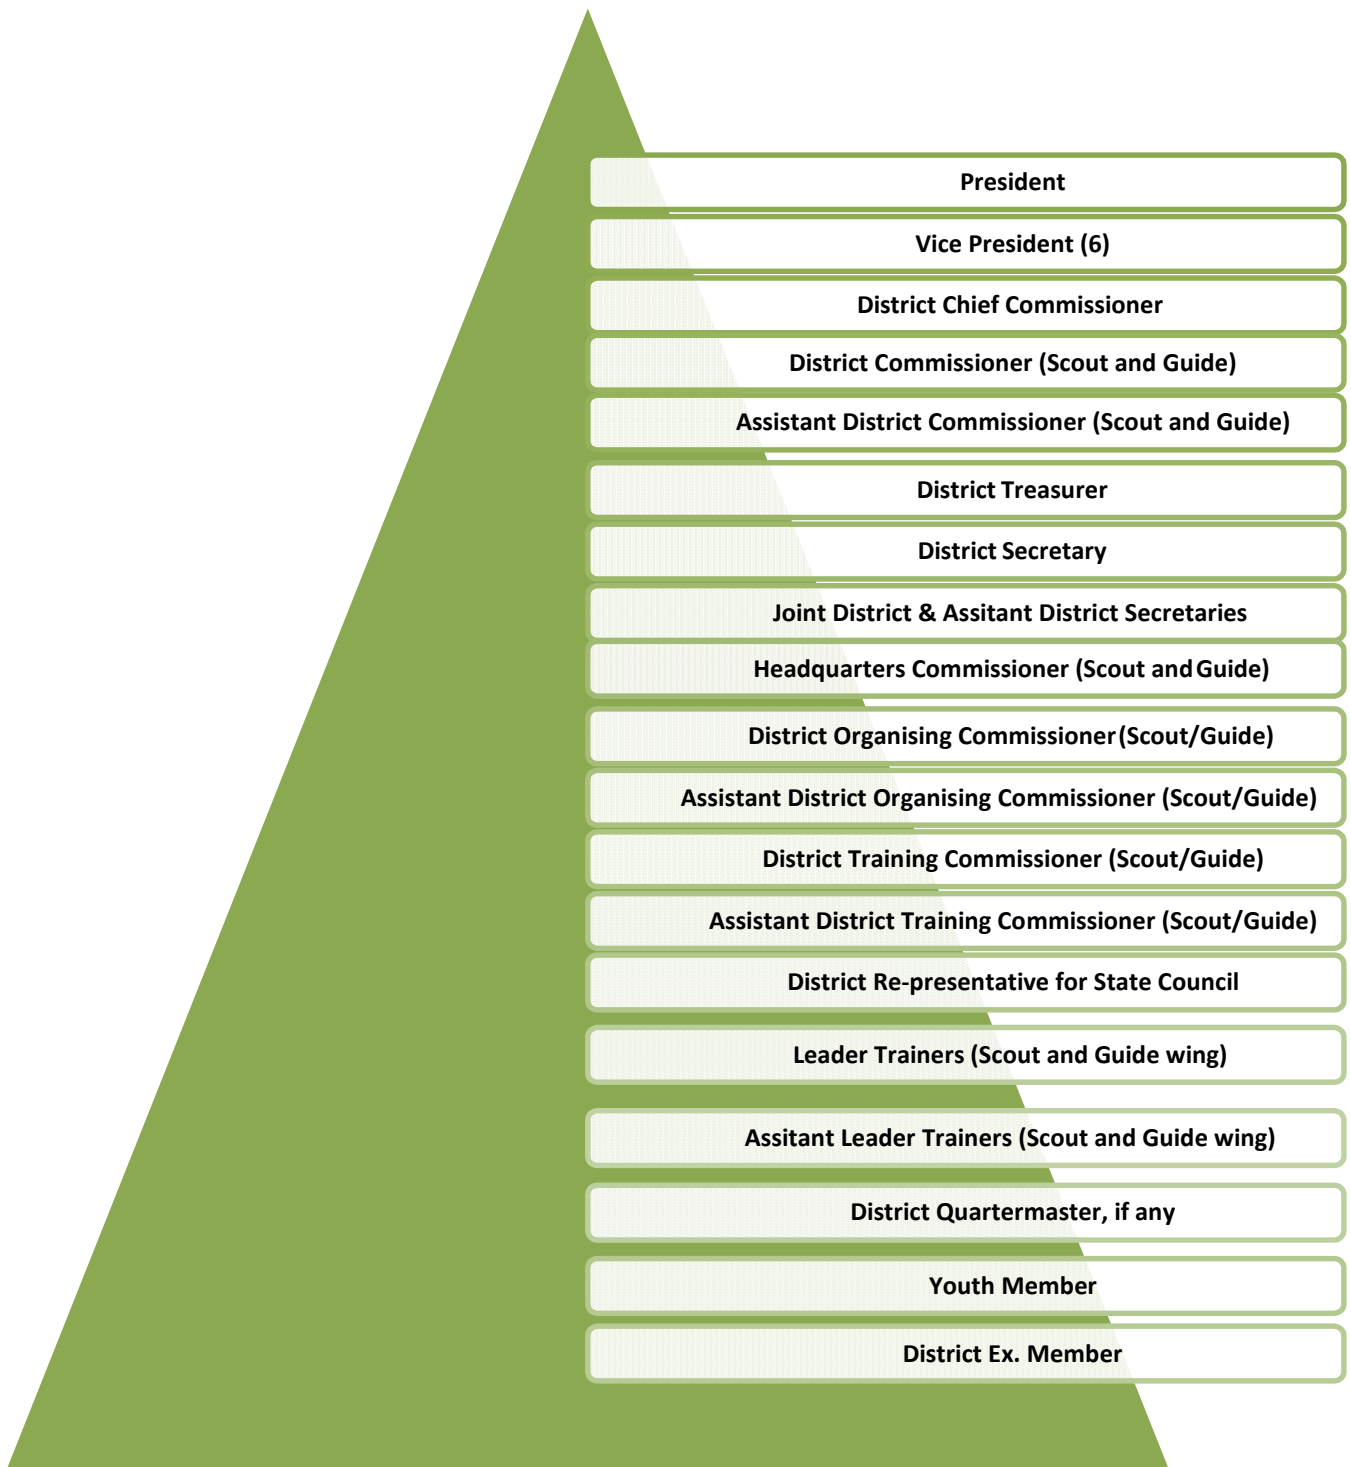 President
Vice President (6)
District Chief Commissioner
District Commissioner (Scout and Guide)
Assistant District Commissioner (Scout and Guide)
District Treasurer
District Secretary
Joint District & Assitant District Secretaries
Headquarters Commissioner (Scout and Guide)
District Organising Commissioner (Scout/Guide)
Assistant District Organising Commissioner (Scout/Guide)
District Training Commissioner (Scout/Guide)
Assistant District Training Commissioner (Scout/Guide)
District Re-presentative for State Council
Leader Trainers (Scout and Guide wing)
Assitant Leader Trainers (Scout and Guide wing)
District Quartermaster, if any
Youth Member
District Ex. Member